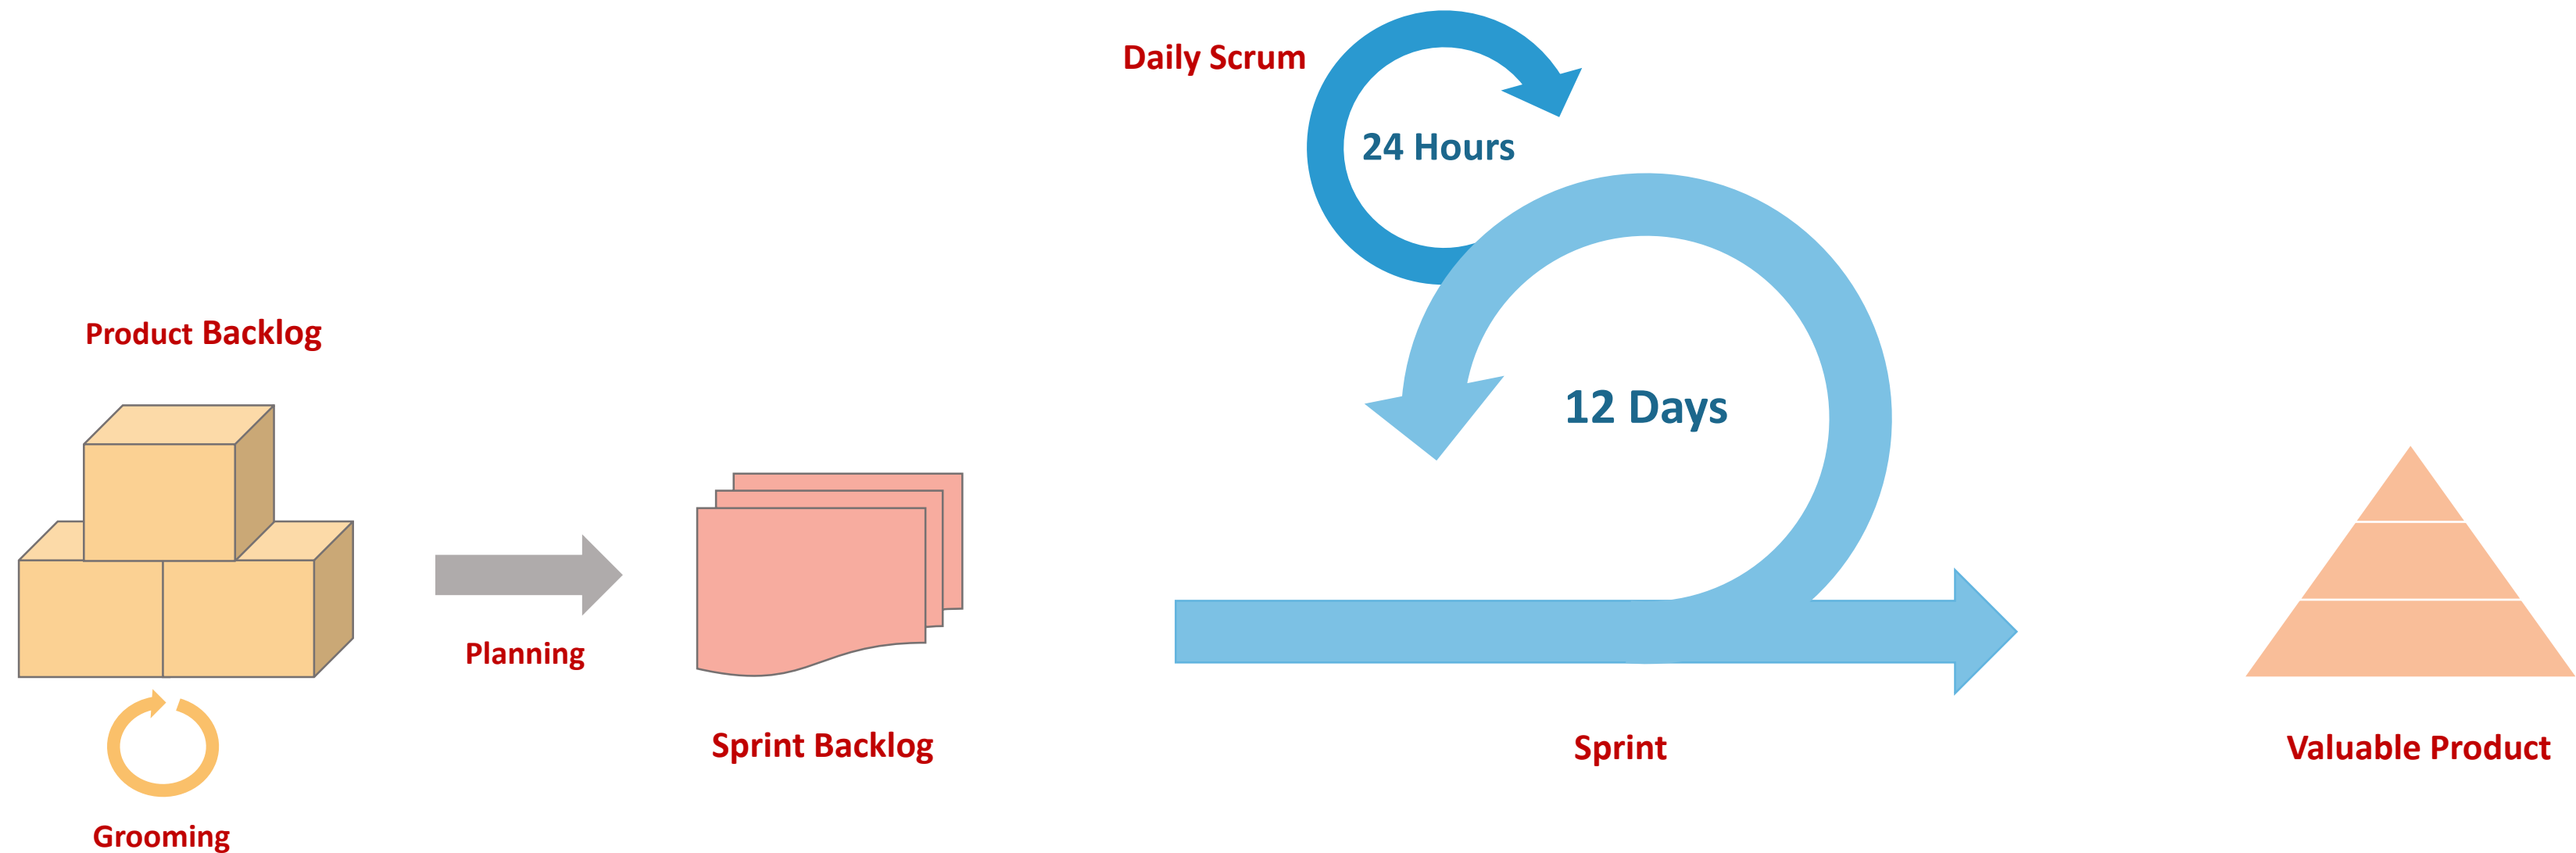 Daily Scrum
24 Hours
Product Backlog
12 Days
Planning
Sprint Backlog
Sprint
Valuable Product
Grooming